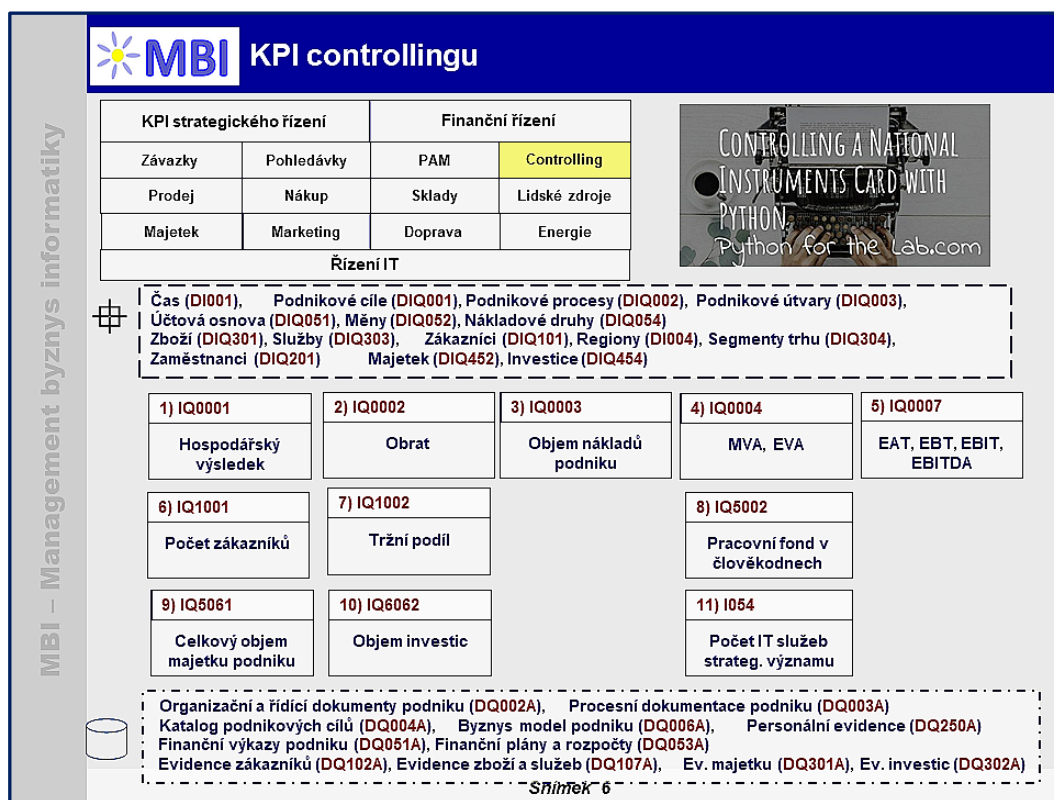 MBI – Management byznys informatiky
MBI
KPI controllingu
KPI strategického řízení
Finanční řízení
Závazky
Pohledávky
PAM
Controlling
Prodej
Nákup
Sklady
Lidské zdroje
Majetek
Marketing
Doprava
Energie
Řízení IT
CONTROLLING A NATIONAL
INSTRUMENTS CARD WITH
PYTHON
Python for the Lab.com
Čas (DI001), Podnikové cíle (DIQ001), Podnikové procesy (DIQ002), Podnikové útvary (DIQ003),
Účtová osnova (DIQ051), Měny (DIQ052), Nákladové druhy (DIQ054)
Zboží (DIQ301), Služby (DIQ303), Zákazníci (DIQ101), Regiony (DI004), Segmenty trhu (DIQ304),
Zaměstnanci (DIQ201) Majetek (DIQ452), Investice (DIQ454)
1) IQ0001
Hospodářský
výsledek
2) IQ0002
Obrat
3) IQ0003
Objem nákladů
podniku
4) IQ0004
MVA, EVA
5) IQ0007
EAT, EBT, EBIT,
EBITDA
6) IQ1001
Počet zákazníků
7) IQ1002
Tržní podíl
8) IQ5002
Pracovní fond v
člověkodnech
9) IQ5061
Celkový objem
majetku podniku
10) IQ6062
Objem investic
11) I054
Počet IT služeb
strateg. významu
Organizační a řídící dokumenty podniku (DQ002A), Procesní dokumentace podniku (DQ003A)
Katalog podnikových cílů (DQ004A), Byznys model podniku (DQ006A), Personální evidence (DQ250A)
Finanční výkazy podniku (DQ051A), Finanční plány a rozpočty (DQ053A)
Evidence zákazníků (DQ102A), Evidence zboží a služeb (DQ107A), Ev. majetku (DQ301A), Ev. investic (DQ302A)
Snímek 6